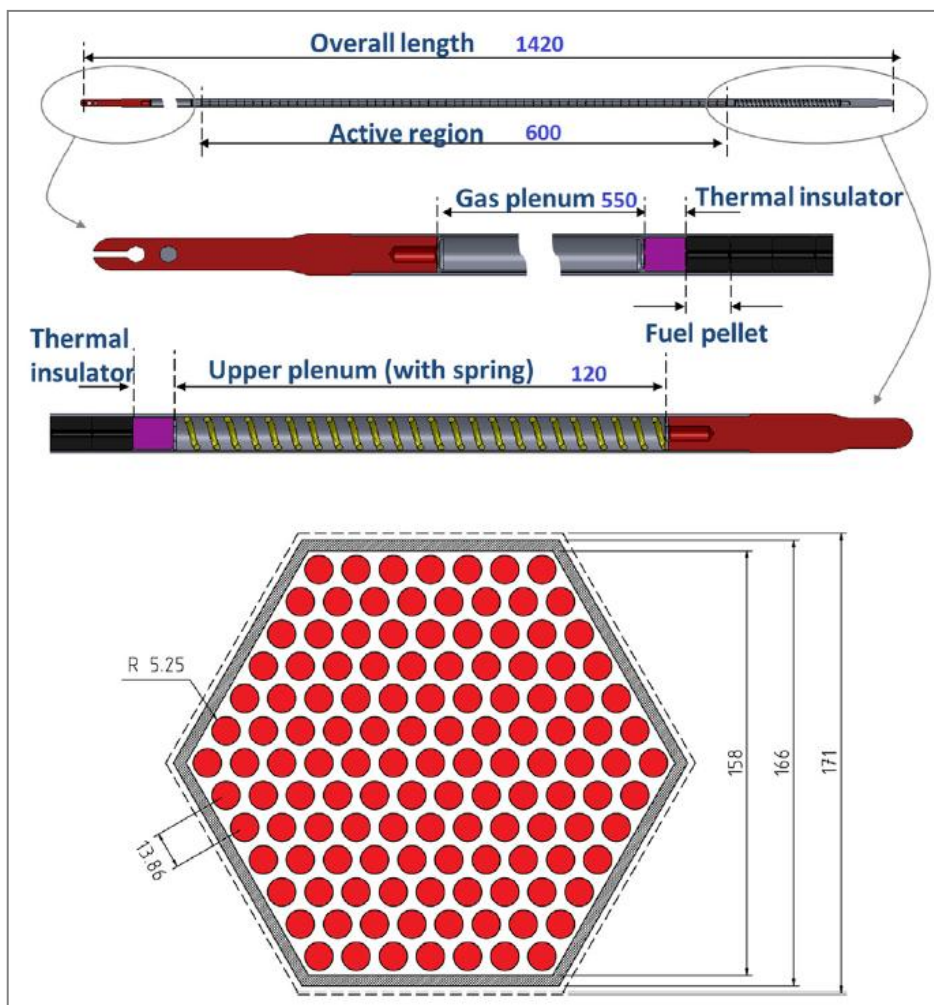 Overall length 1420
Active region 600
Gas plenum 550 Thermal insulator
Fuel pellet
Thermal
insulator
Upper plenum (with spring) 120
R 5.25
13.86
158
166
171